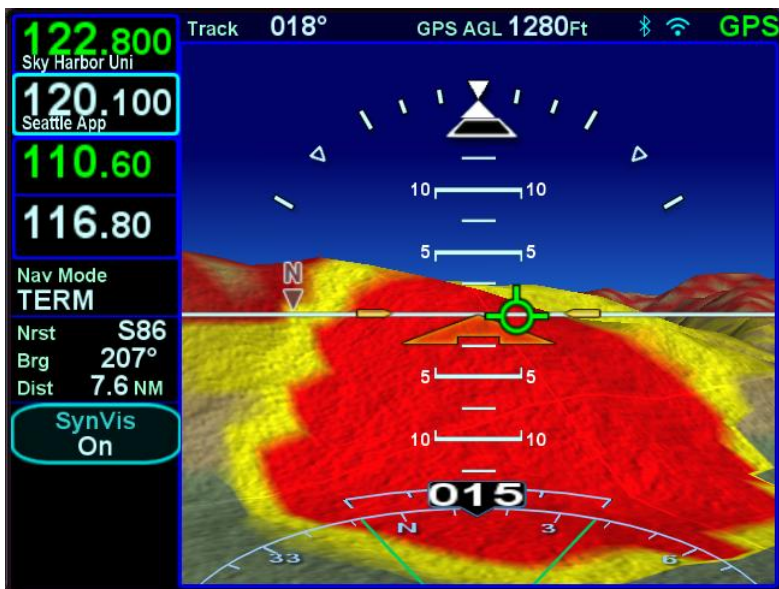 122.800
Sky Harbor Uni
120.100
Seattle App
110.60
116.80
Nav Mode
TERM
Nrst S86
Brg 207°
Dist 7.6 NM
SynVis
On
Track 018° GPS AGL 1280Ft GPS
10 10
5 5
N
5 5
10 10
015
33 N 3 6